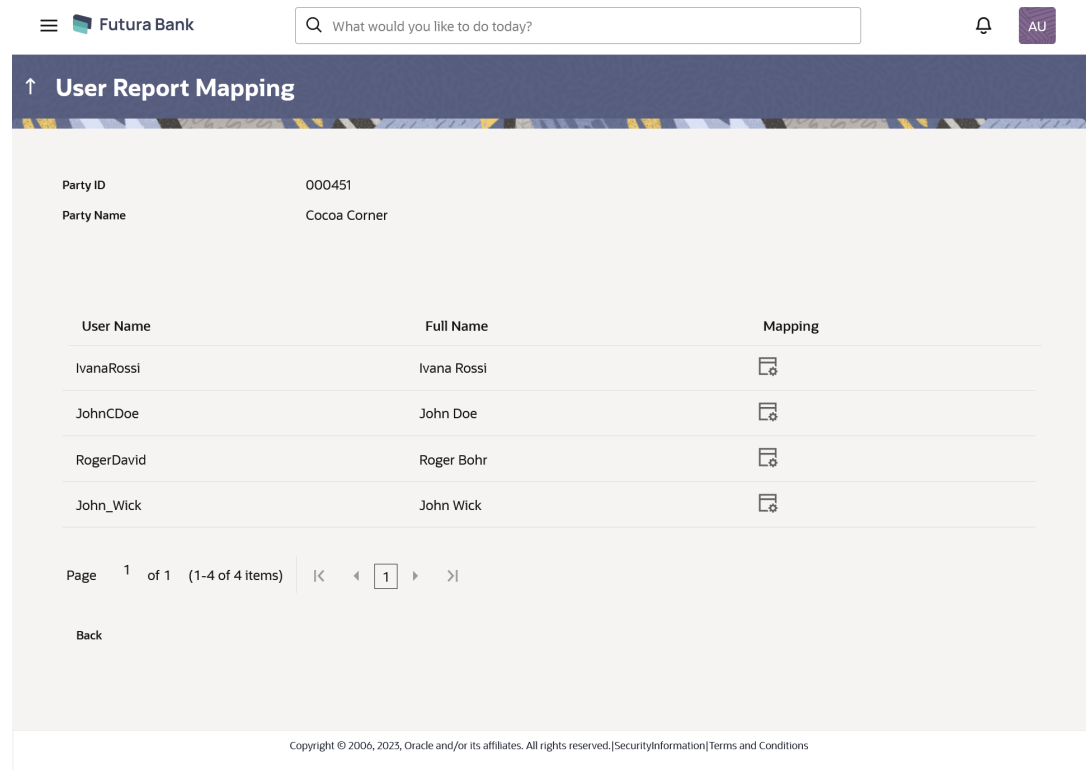 Futura Bank
What would you like to do today?
AU
User Report Mapping
Party ID 000451
Party Name Cocoa Corner
User Name Full Name Mapping
IvanaRossi Ivana Rossi
JohnCDoe John Doe
RogerDavid Roger Bohr
John_Wick John Wick
Page 1 of 1 (1-4 of 4 items) 1
Back
Copyright © 2006, 2023, Oracle and/or its affiliates. All rights reserved.|SecurityInformation|Terms and Conditions